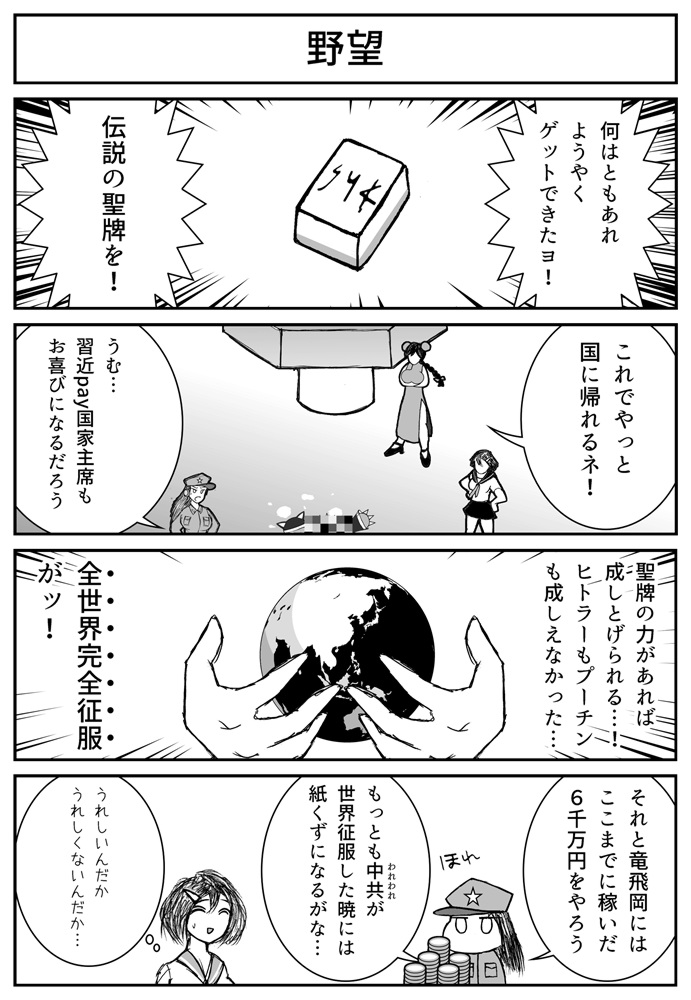 野望
何はともあれ
ようやく
ゲットできたヨ！
伝説の聖牌を！
これでやっと
国に帰れるネ！
うむ…
習近pay国家主席も
お喜びになるだろう
聖牌の力があれば
成しとげられる…！
ヒトラーもプーチン
も成しえなかった…
全世界完全征服
がッ！
それと竜飛岡には
ここまでに稼いだ
６千万円をやろう
ほれ
もっとも中共が
われわれ
世界征服した暁には
紙くずになるがな…
うれしいんだか
うれしくないんだか…